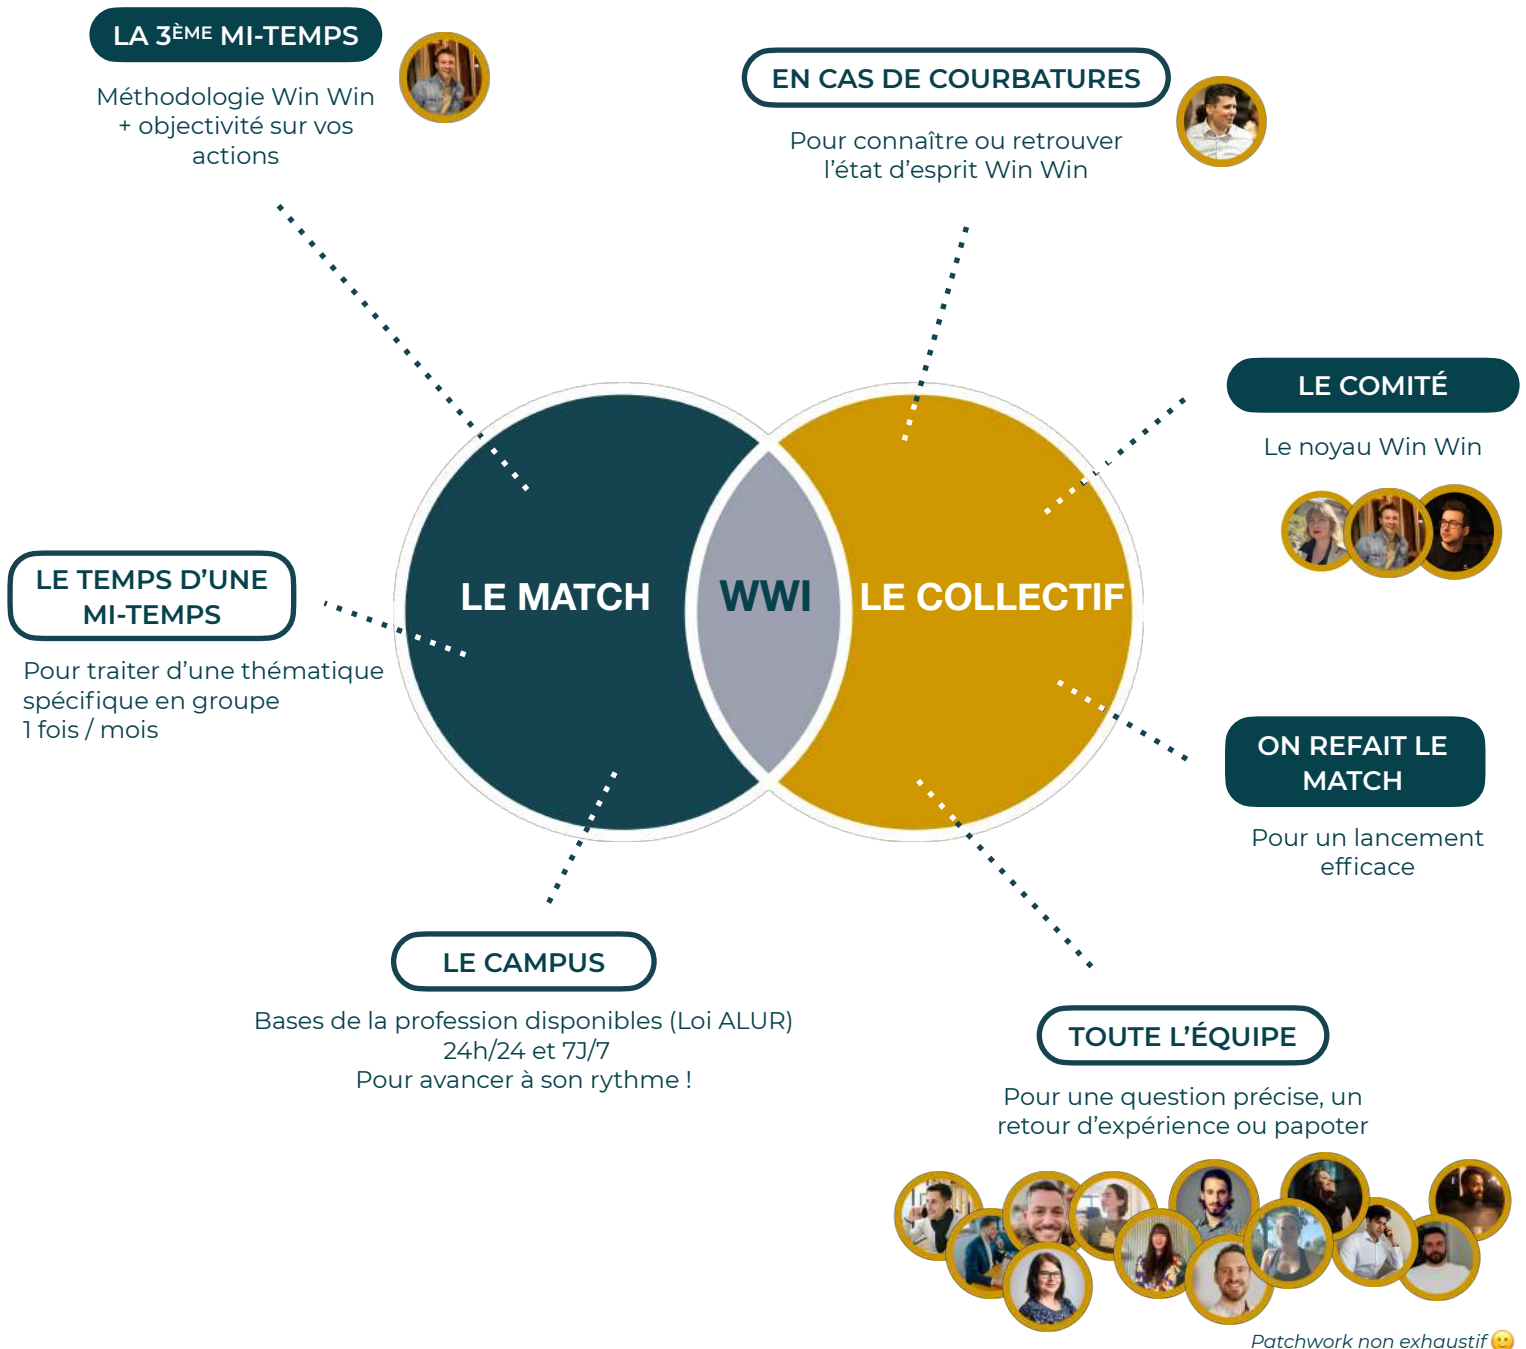 LA 3ÈME MI-TEMPS
Méthodologie Win Win
+ objectivité sur vos
actions
EN CAS DE COURBATURES
Pour connaître ou retrouver
l’état d’esprit Win Win
LE COMITÉ
Le noyau Win Win
LE TEMPS D’UNE
MI-TEMPS
Pour traiter d’une thématique
spécifique en groupe
1 fois / mois
LE MATCH
WWI
LE COLLECTIF
ON REFAIT LE
MATCH
Pour un lancement
efficace
LE CAMPUS
Bases de la profession disponibles (Loi ALUR)
24h/24 et 7J/7
Pour avancer à son rythme !
TOUTE L’ÉQUIPE
Pour une question précise, un
retour d’expérience ou papoter
Patchwork non exhaustif 🙂